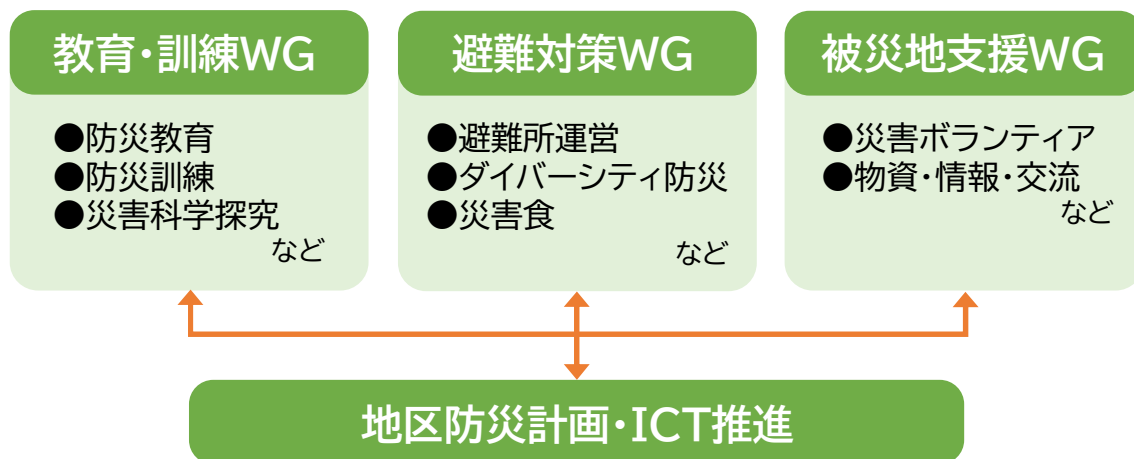 教育・訓練WG
●防災教育
●防災訓練
●災害科学探究
など
避難対策WG
●避難所運営
●ダイバーシティ防災
●災害食
など
被災地支援WG
●災害ボランティア
●物資・情報・交流
など
地区防災計画・ICT推進